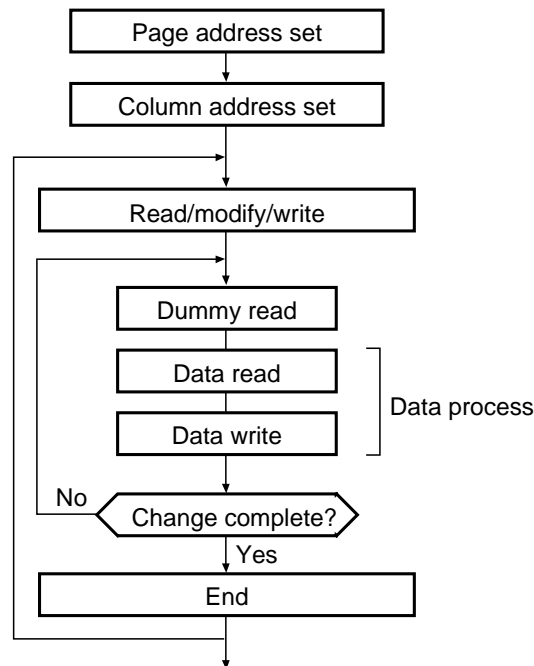 Page address set
Column address set
Read/modify/write
Dummy read
Data read
Data process
Data write
No
Change complete?
Yes
End